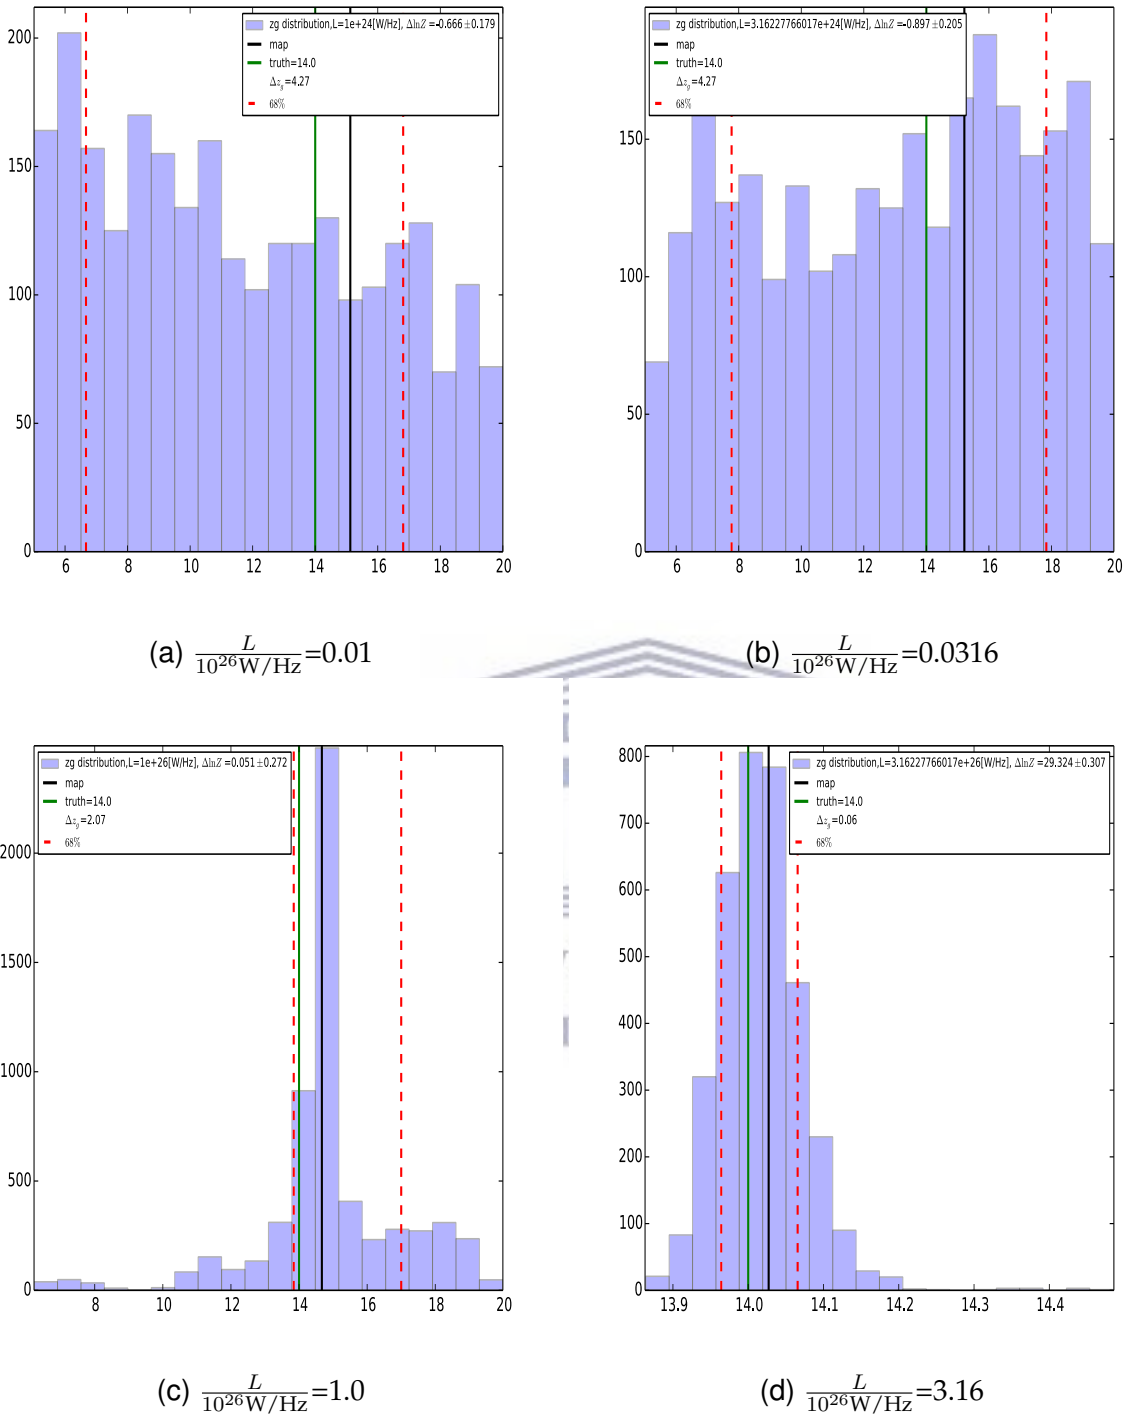 zg distribution,L=1e+24[W/Hz], ΔlnZ=-0.666±0.179
map
truth=14.0
Δz_g=4.27
68%
200
150
100
50
0
6 8 10 12 14 16 18 20
(a) L/10^26W/Hz=0.01
zg distribution,L=3.16227766017e+24[W/Hz], ΔlnZ=-0.897±0.205
map
truth=14.0
Δz_g=4.27
68%
150
100
50
0
6 8 10 12 14 16 18 20
(b) L/10^26W/Hz=0.0316
zg distribution,L=1e+26[W/Hz], ΔlnZ=0.051±0.272
map
truth=14.0
Δz_g=2.07
68%
2000
1500
1000
500
0
8 10 12 14 16 18 20
(c) L/10^26W/Hz=1.0
zg distribution,L=3.16227766017e+26[W/Hz], ΔlnZ=29.324±0.307
map
truth=14.0
Δz_g=0.06
68%
800
700
600
500
400
300
200
100
0
13.9 14.0 14.1 14.2 14.3 14.4
(d) L/10^26W/Hz=3.16